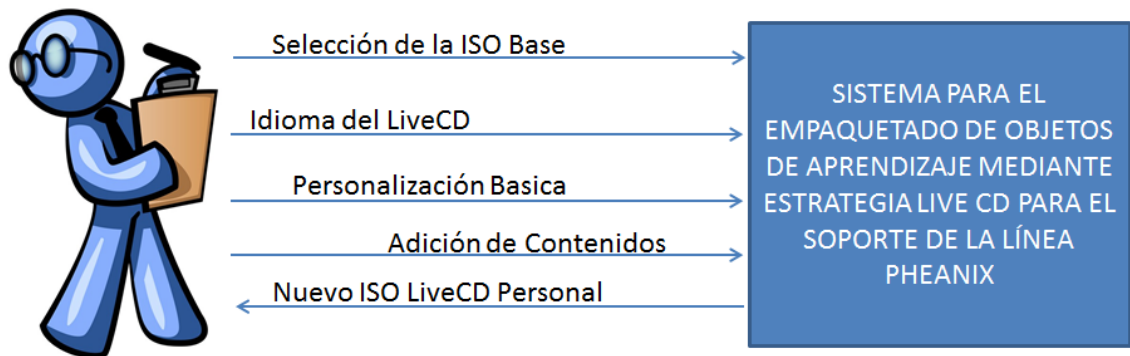 Selección de la ISO Base
Idioma del LiveCD
Personalización Basica
Adición de Contenidos
Nuevo ISO LiveCD Personal
SISTEMA PARA EL
EMPAQUETADO DE OBJETOS
DE APRENDIZAJE MEDIANTE
ESTRATEGIA LIVE CD PARA EL
SOPORTE DE LA LÍNEA
PHEANIX